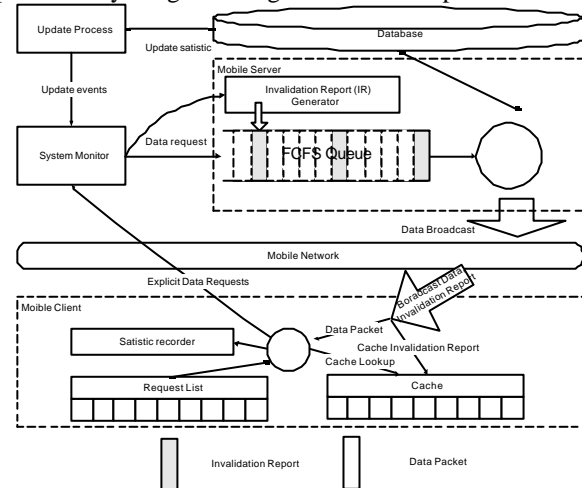 Update Process
Database
Update satistic
Mobile Server
Invalidation Report (IR)
Generator
Update events
System Monitor
Data request
FCFS Queue
Data Broadcast
Mobile Network
Explicit Data Requests
Boradcast Data/
Invalidation Report
Moible Client
Data Packet
Satistic recorder
Cache Invalidation Report
Cache Lookup
Request List
Cache
Invalidation Report
Data Packet